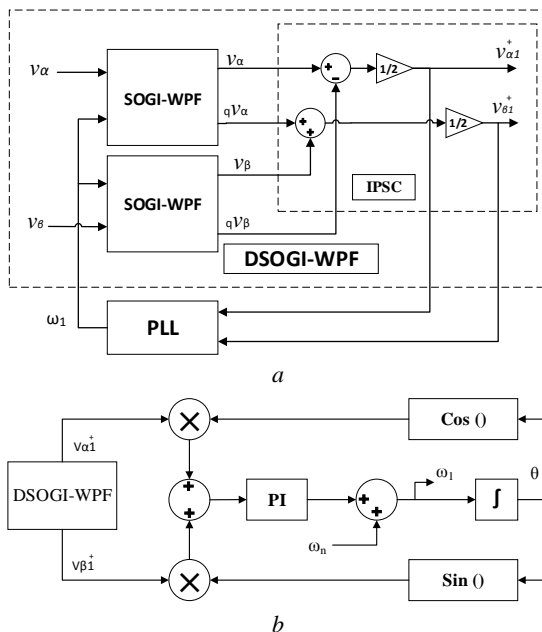 vα
SOGI-WPF
vα
+
−
1/2
v+α1
qvα
+
+
1/2
v+β1
SOGI-WPF
vβ
IPSC
vβ
qvβ
DSOGI-WPF
ω1
PLL
a
Vα1+
×
Cos ()
DSOGI-WPF
+
+
PI
+
+
ω1
∫
θ
ωn
Vβ1+
×
Sin ()
b